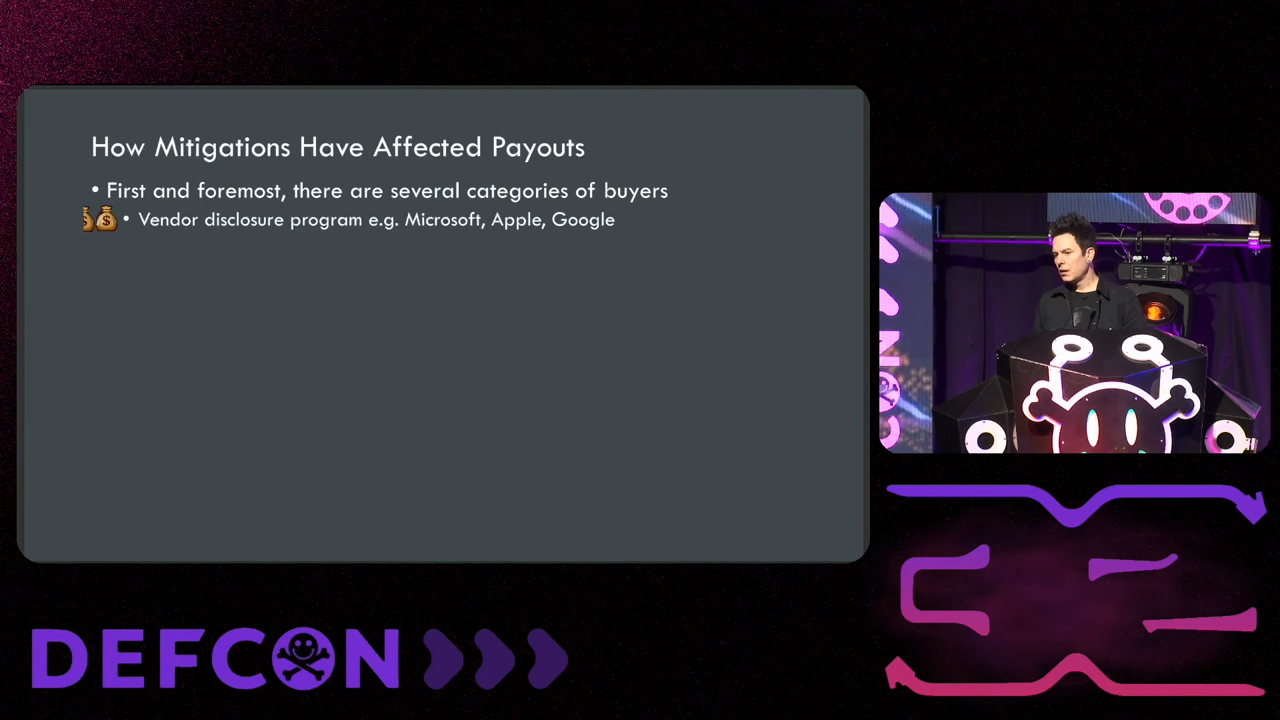 How Mitigations Have Affected Payouts
• First and foremost, there are several categories of buyers
• Vendor disclosure program e.g. Microsoft, Apple, Google
DEFCON
CON